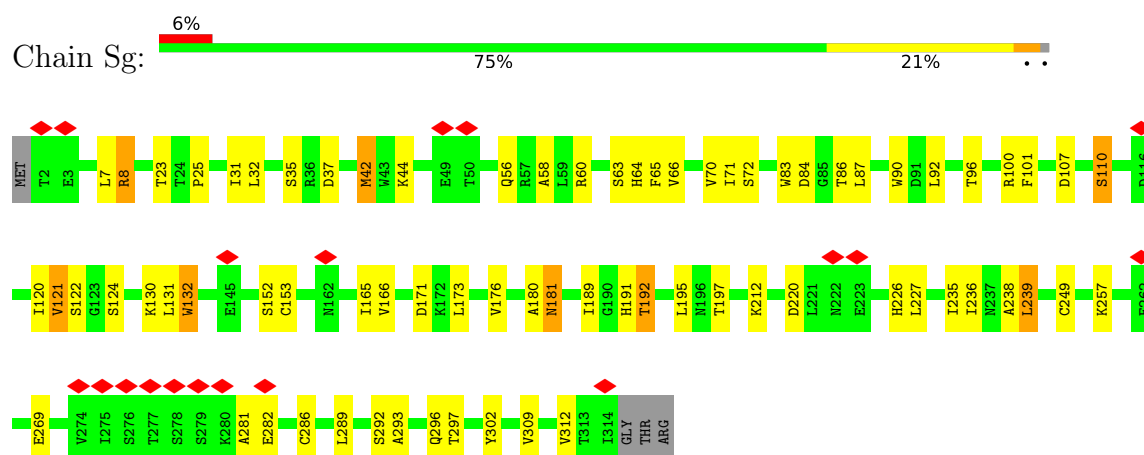 6%
Chain Sg:
75% 21% • •
MET T2 E3 L7 R8 T23 T24 P25 I31 L32 S35 R36 D37 M42 W43 K44 E49 T50 Q56 R57 A58 L59 R60 S63 H64 F65 V66 V70 I71 S72 W83 D84 G85 T86 L87 W90 D91 L92 T96 R100 F101 D107 S110 D116
I120 V121 S122 G123 S124 K130 L131 W132 E145 S152 C153 N162 I165 V166 D171 K172 L173 V176 A180 N181 I189 G190 H191 T192 L195 N196 T197 K212 D220 L221 N222 E223 H226 L227 I235 I236 N237 A238 L239 C249 K257
E269 V274 I275 S276 T277 S278 S279 K280 A281 E282 C286 L289 S292 A293 Q296 T297 Y302 V309 V312 T313 I314 GLY THR ARG